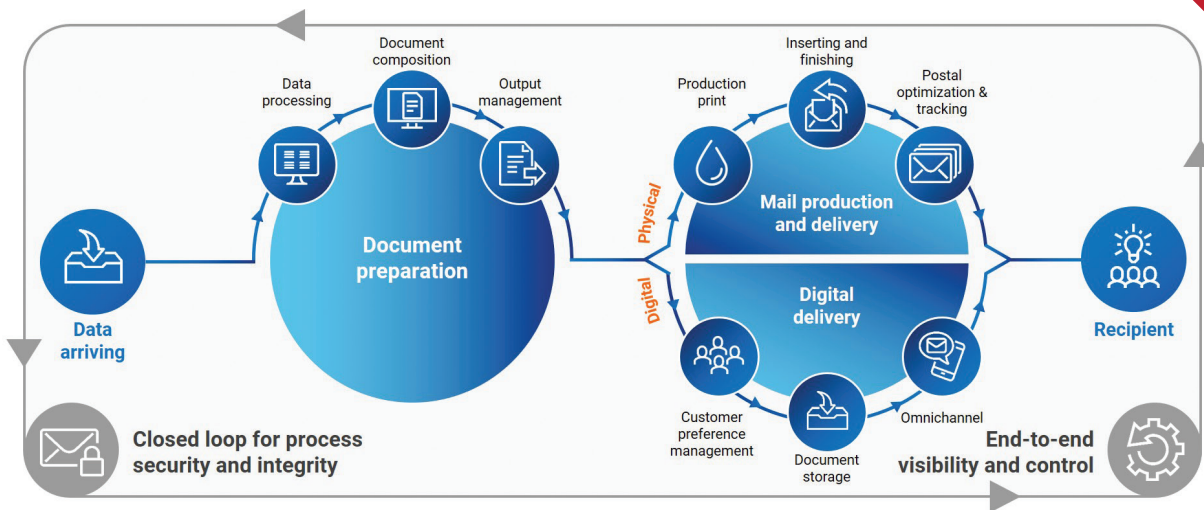 Data
arriving
Data
processing
Document
composition
Output
management
Document
preparation
Physical
Digital
Production
print
Inserting and
finishing
Postal
optimization &
tracking
Mail production
and delivery
Digital
delivery
Customer
preference
management
Document
storage
Omnichannel
Recipient
Closed loop for process
security and integrity
End-to-end
visibility and control